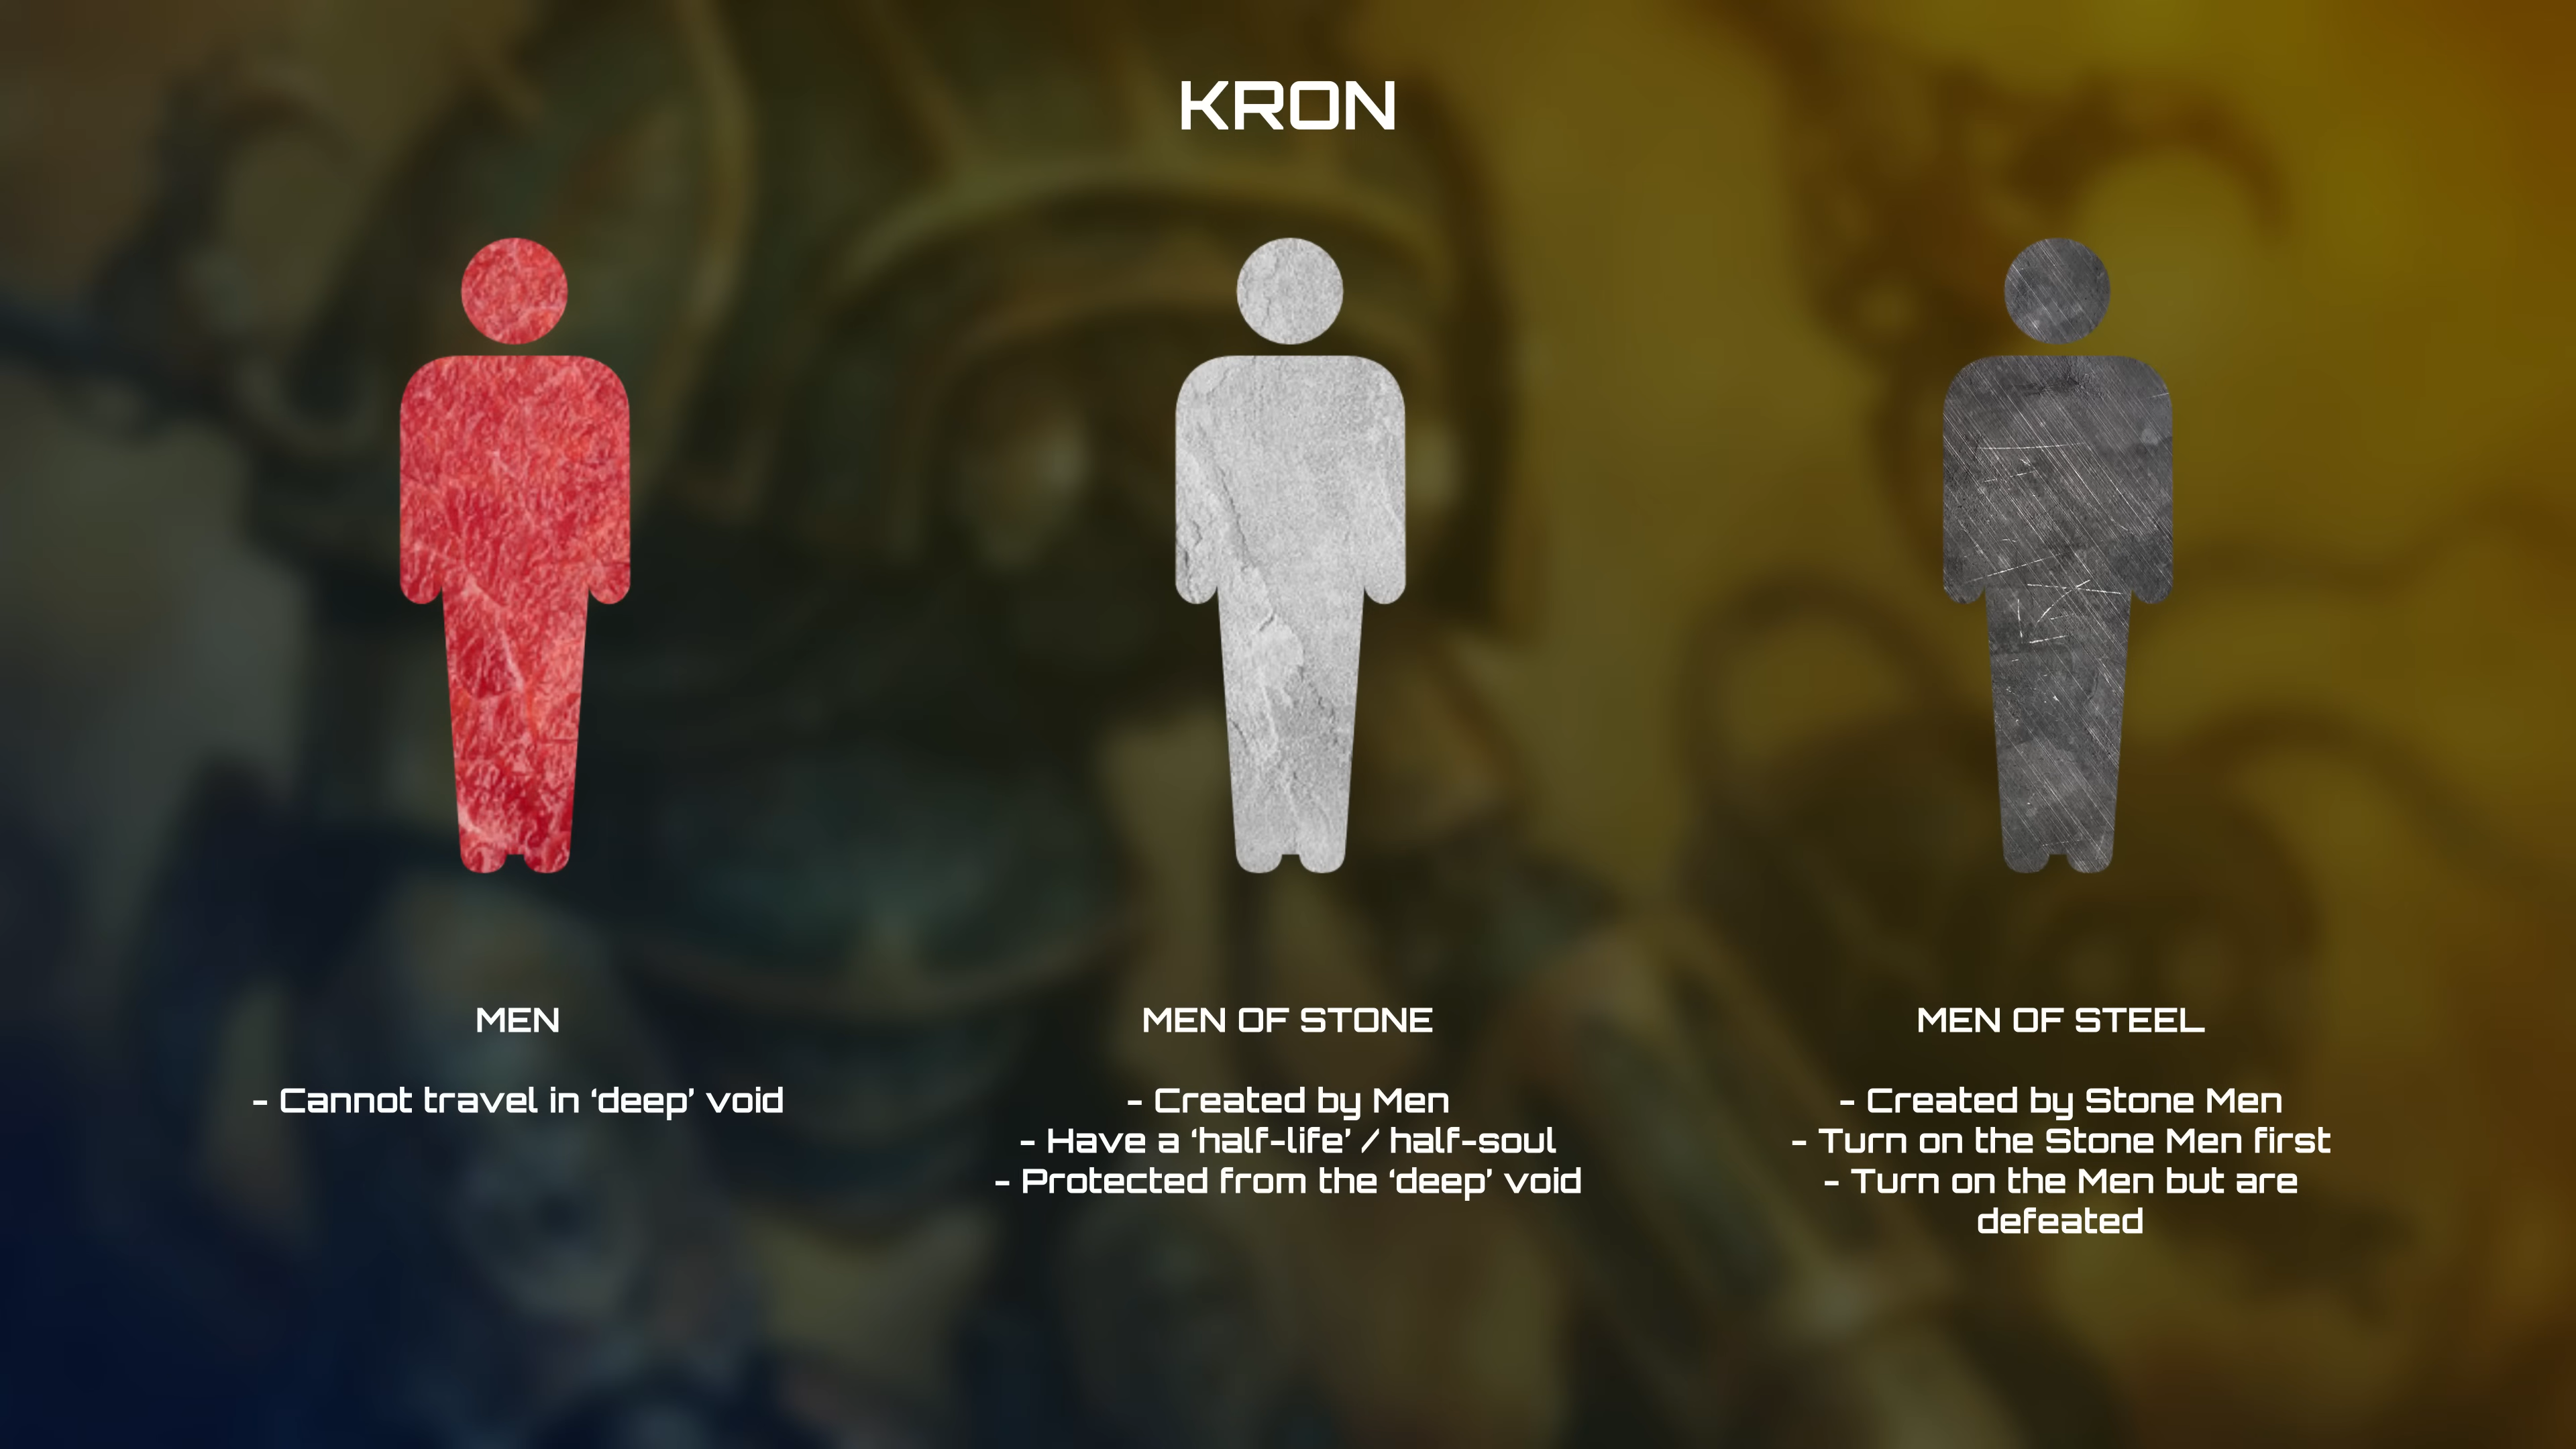 KRON
MEN
- Cannot travel in ‘deep’ void
MEN OF STONE
- Created by Men
- Have a ‘half-life’ / half-soul
- Protected from the ‘deep’ void
MEN OF STEEL
- Created by Stone Men
- Turn on the Stone Men first
- Turn on the Men but are
defeated